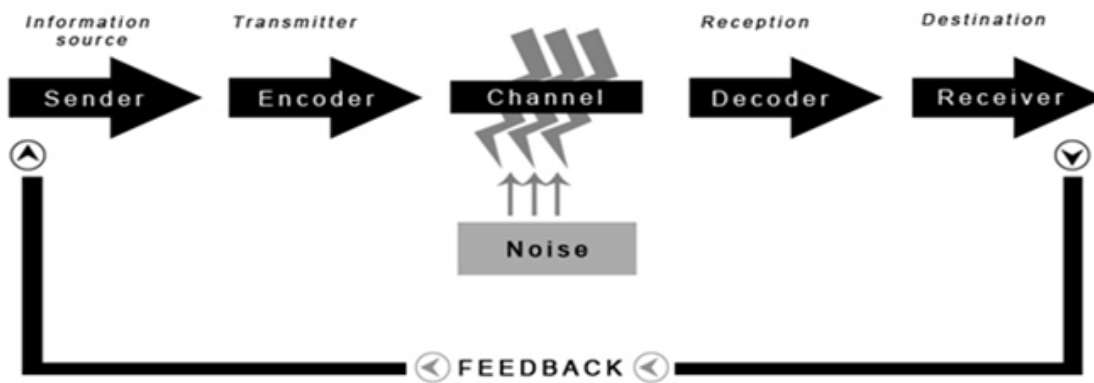 Information
source
Transmitter
Reception
Destination
Sender
Encoder
Channel
Decoder
Receiver
Noise
FEEDBACK